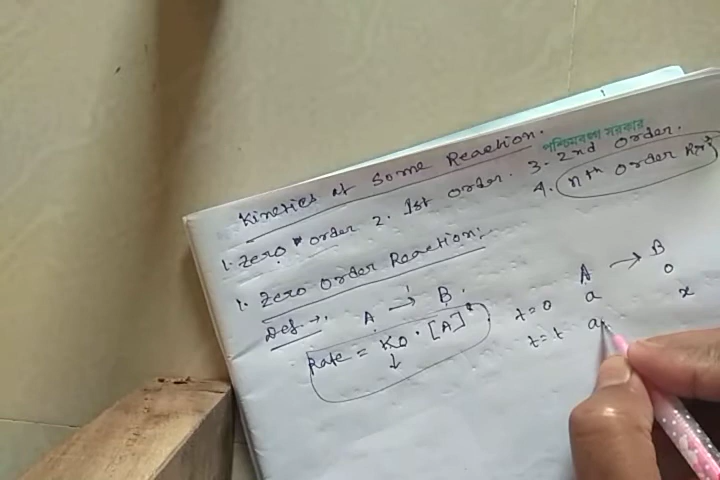 Kinetics of Some Reaction.
পশ্চিমবঙ্গ সরকার
1. Zero order 2. 1st order. 3. 2nd order.
4. nth order Rxn
1. Zero order Reaction:
Def →. A → B.
Rate = K0 · [A]°
↓
A → B
t=0 a 0
t=t a x